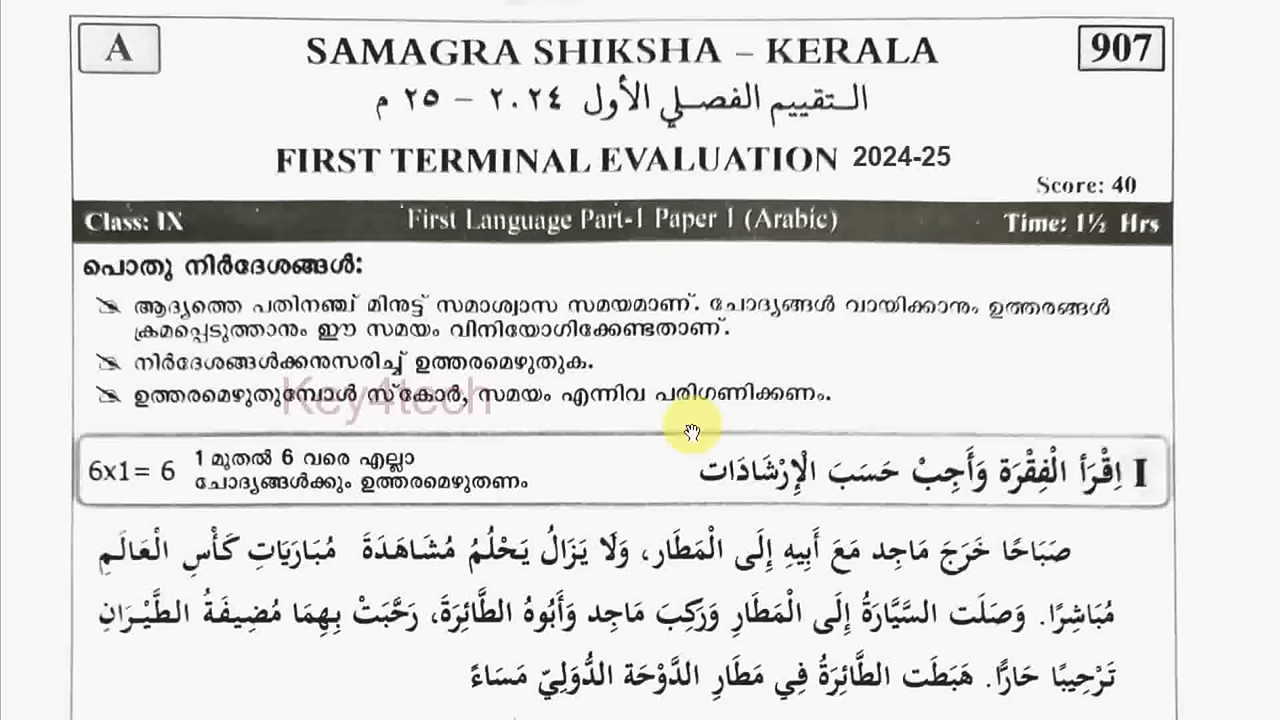 A
SAMAGRA SHIKSHA – KERALA
907
التقييم الفصلي الأول ٢٠٢٤ – ٢٥ م
FIRST TERMINAL EVALUATION 2024-25
Score: 40
Class: IX First Language Part-1 Paper 1 (Arabic) Time: 1½ Hrs
പൊതു നിർദേശങ്ങൾ:
ആദ്യത്തെ പതിനഞ്ച് മിനുട്ട് സമാശ്വാസ സമയമാണ്. ചോദ്യങ്ങൾ വായിക്കാനും ഉത്തരങ്ങൾ
ക്രമപ്പെടുത്താനും ഈ സമയം വിനിയോഗിക്കേണ്ടതാണ്.
നിർദേശങ്ങൾക്കനുസരിച്ച് ഉത്തരമെഴുതുക.
ഉത്തരമെഴുതുമ്പോൾ സ്കോർ, സമയം എന്നിവ പരിഗണിക്കണം.
Key4tech
I اِقْرَأ الْفِقْرَة وَأَجِبْ حَسَبَ الْإِرْشَادَات
6x1= 6
1 മുതൽ 6 വരെ എല്ലാ
ചോദ്യങ്ങൾക്കും ഉത്തരമെഴുതണം
صَبَاحًا خَرَجَ مَاجِد مَعَ أَبِيهِ إِلَى الْمَطَار، وَلَا يَزَالُ يَحْلُمُ مُشَاهَدَةَ مُبَارَيَاتِ كَأْسِ الْعَالَمِ
مُبَاشِرًا. وَصَلَت السَّيَّارَةُ إِلَى الْمَطَارِ وَرَكِبَ مَاجِد وَأَبُوهُ الطَّائِرَةَ، رَحَّبَتْ بِهِمَا مُضِيفَةُ الطَّيْرَانِ
تَرْحِيبًا حَارًّا. هَبَطَت الطَّائِرَةُ فِي مَطَارِ الدَّوْحَة الدُّوَلِيّ مَسَاءً